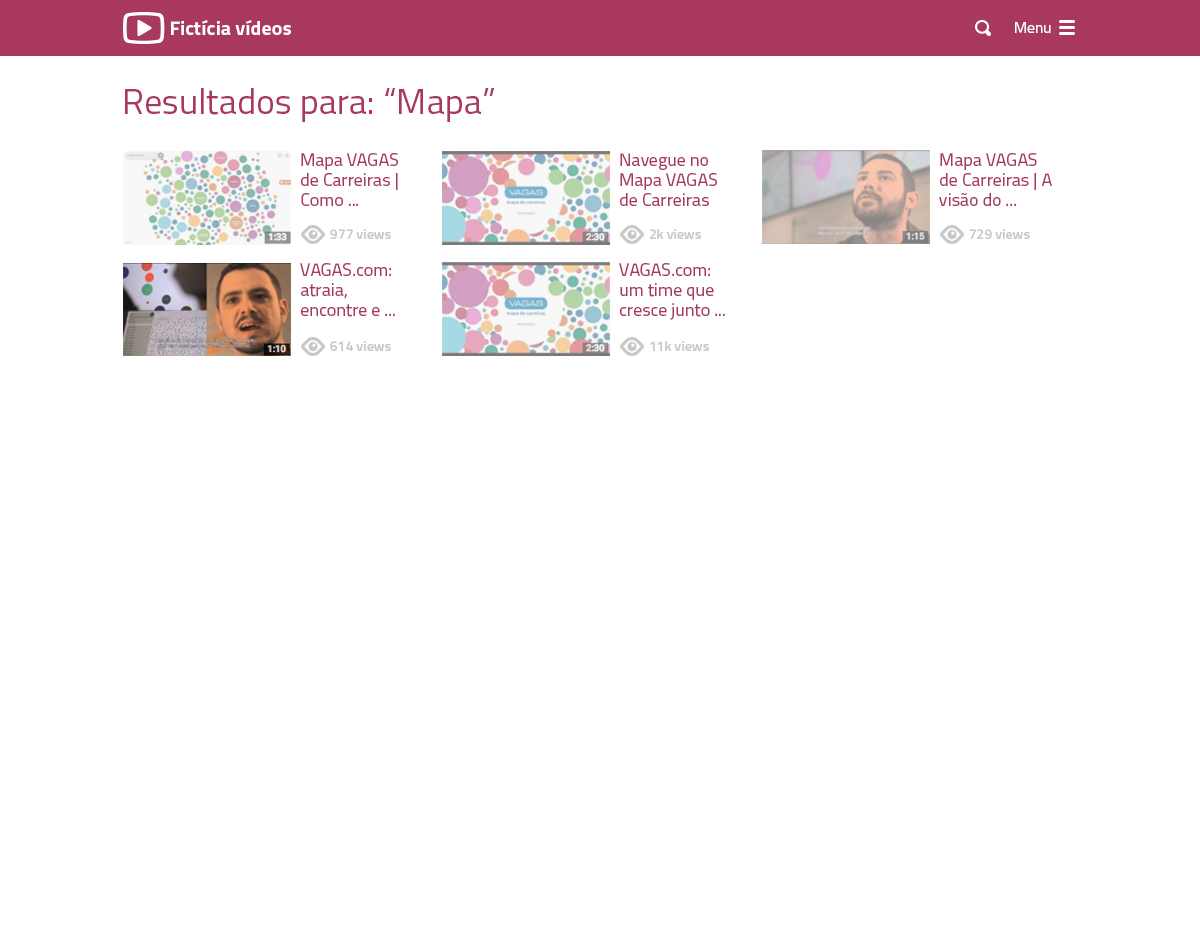 Fictícia vídeos
Menu
Resultados para: “Mapa”
1:33
Mapa VAGAS
de Carreiras |
Como ...
977 views
VAGAS
mapa de carreiras
2:30
Navegue no
Mapa VAGAS
de Carreiras
2k views
1:15
Mapa VAGAS
de Carreiras | A
visão do ...
729 views
1:10
VAGAS.com:
atraia,
encontre e ...
614 views
VAGAS
mapa de carreiras
2:30
VAGAS.com:
um time que
cresce junto ...
11k views